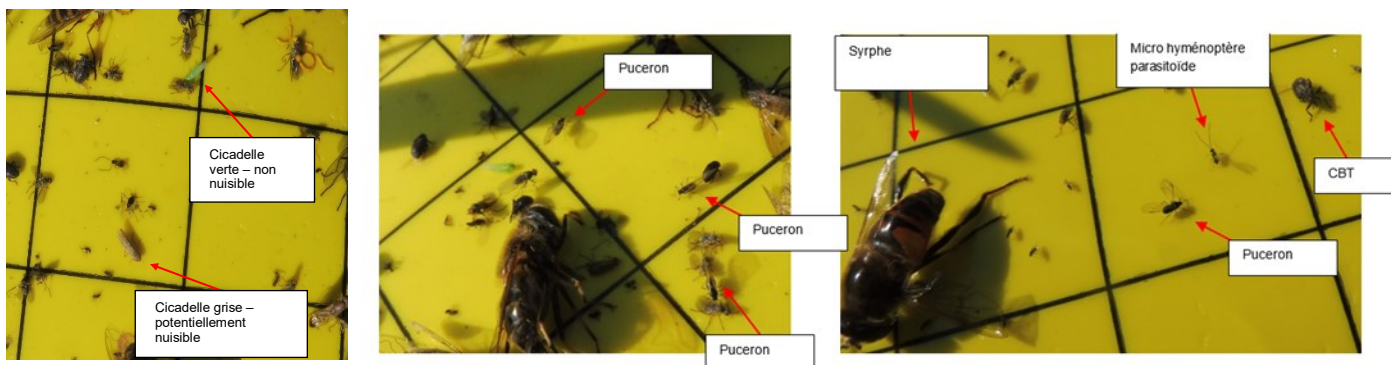 Cicadelle
verte – non
nuisible
Cicadelle grise –
potentiellement
nuisible
Puceron
Puceron
Puceron
Syrphe
Micro hyménoptère
parasitoïde
CBT
Puceron